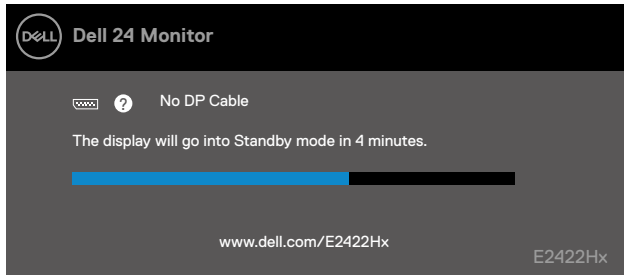 DELL
Dell 24 Monitor
? No DP Cable
The display will go into Standby mode in 4 minutes.
www.dell.com/E2422Hx
E2422Hx